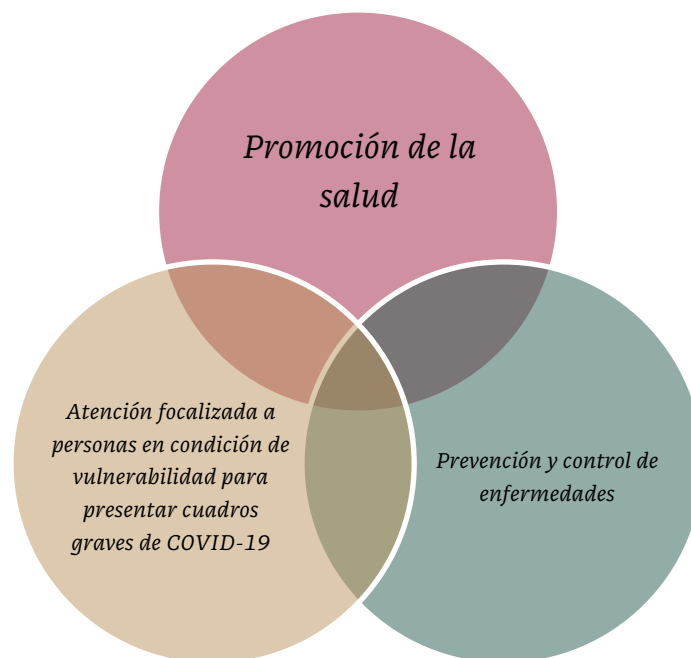 Promoción de la
salud
Atención focalizada a
personas en condición de
vulnerabilidad para
presentar cuadros
graves de COVID-19
Prevención y control de
enfermedades